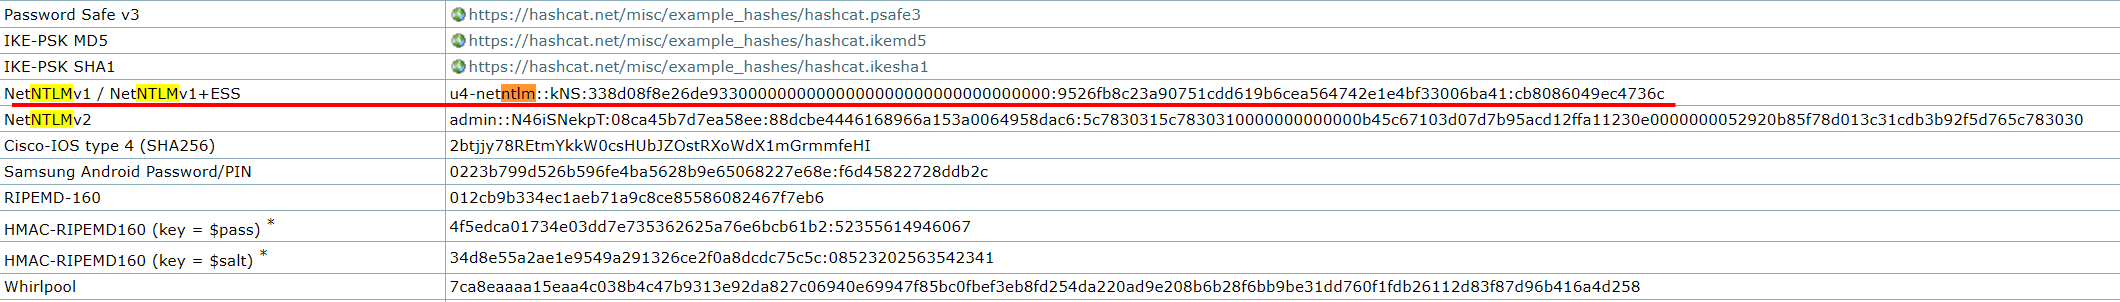 Password Safe v3 https://hashcat.net/misc/example_hashes/hashcat.psafe3
IKE-PSK MD5 https://hashcat.net/misc/example_hashes/hashcat.ikemd5
IKE-PSK SHA1 https://hashcat.net/misc/example_hashes/hashcat.ikesha1
NetNTLMv1 / NetNTLMv1+ESS u4-netntlm::kNS:338d08f8e26de93300000000000000000000000000000000:9526fb8c23a90751cdd619b6cea564742e1e4bf33006ba41:cb8086049ec4736c
NetNTLMv2 admin::N46iSNekpT:08ca45b7d7ea58ee:88dcbe4446168966a153a0064958dac6:5c7830315c7830310000000000000b45c67103d07d7b95acd12ffa11230e0000000052920b85f78d013c31cdb3b92f5d765c783030
Cisco-IOS type 4 (SHA256) 2btjjy78REtmYkkW0csHUbJZOstRXoWdX1mGrmmfeHI
Samsung Android Password/PIN 0223b799d526b596fe4ba5628b9e65068227e68e:f6d45822728ddb2c
RIPEMD-160 012cb9b334ec1aeb71a9c8ce85586082467f7eb6
HMAC-RIPEMD160 (key = $pass) * 4f5edca01734e03dd7e735362625a76e6bcb61b2:52355614946067
HMAC-RIPEMD160 (key = $salt) * 34d8e55a2ae1e9549a291326ce2f0a8dcdc75c5c:08523202563542341
Whirlpool 7ca8eaaaa15eaa4c038b4c47b9313e92da827c06940e69947f85bc0fbef3eb8fd254da220ad9e208b6b28f6bb9be31dd760f1fdb26112d83f87d96b416a4d258